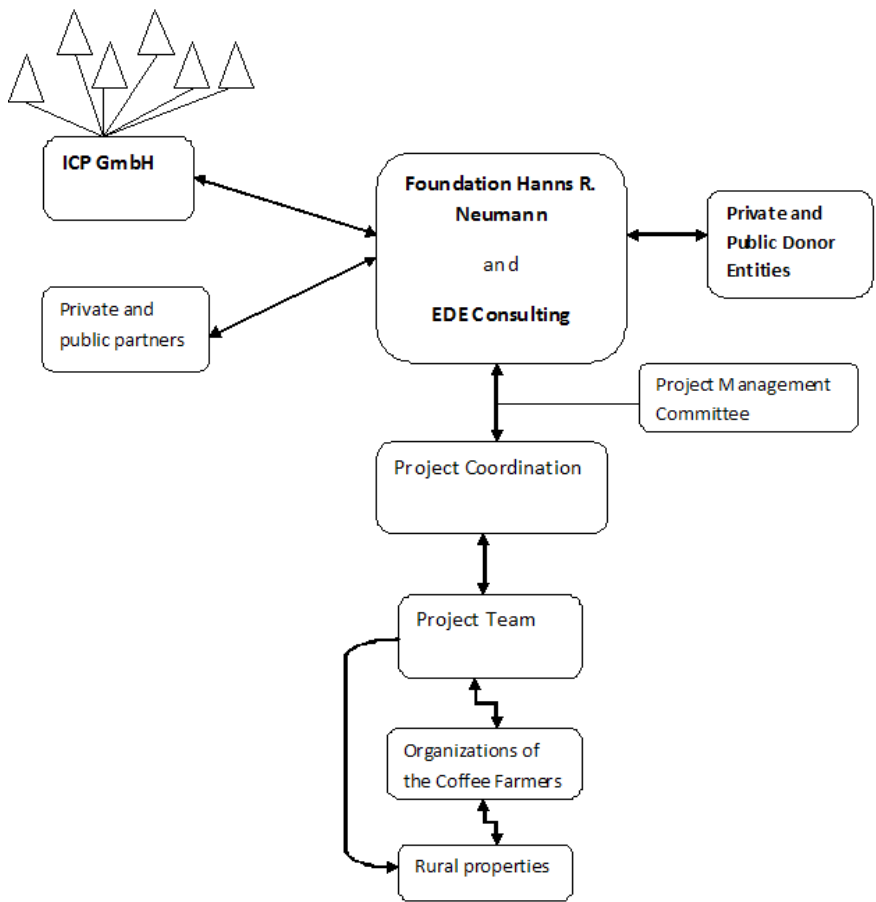 ICP GmbH
Foundation Hanns R.
Neumann
and
EDE Consulting
Private and
Public Donor
Entities
Private and
public partners
Project Management
Committee
Project Coordination
Project Team
Organizations of
the Coffee Farmers
Rural properties